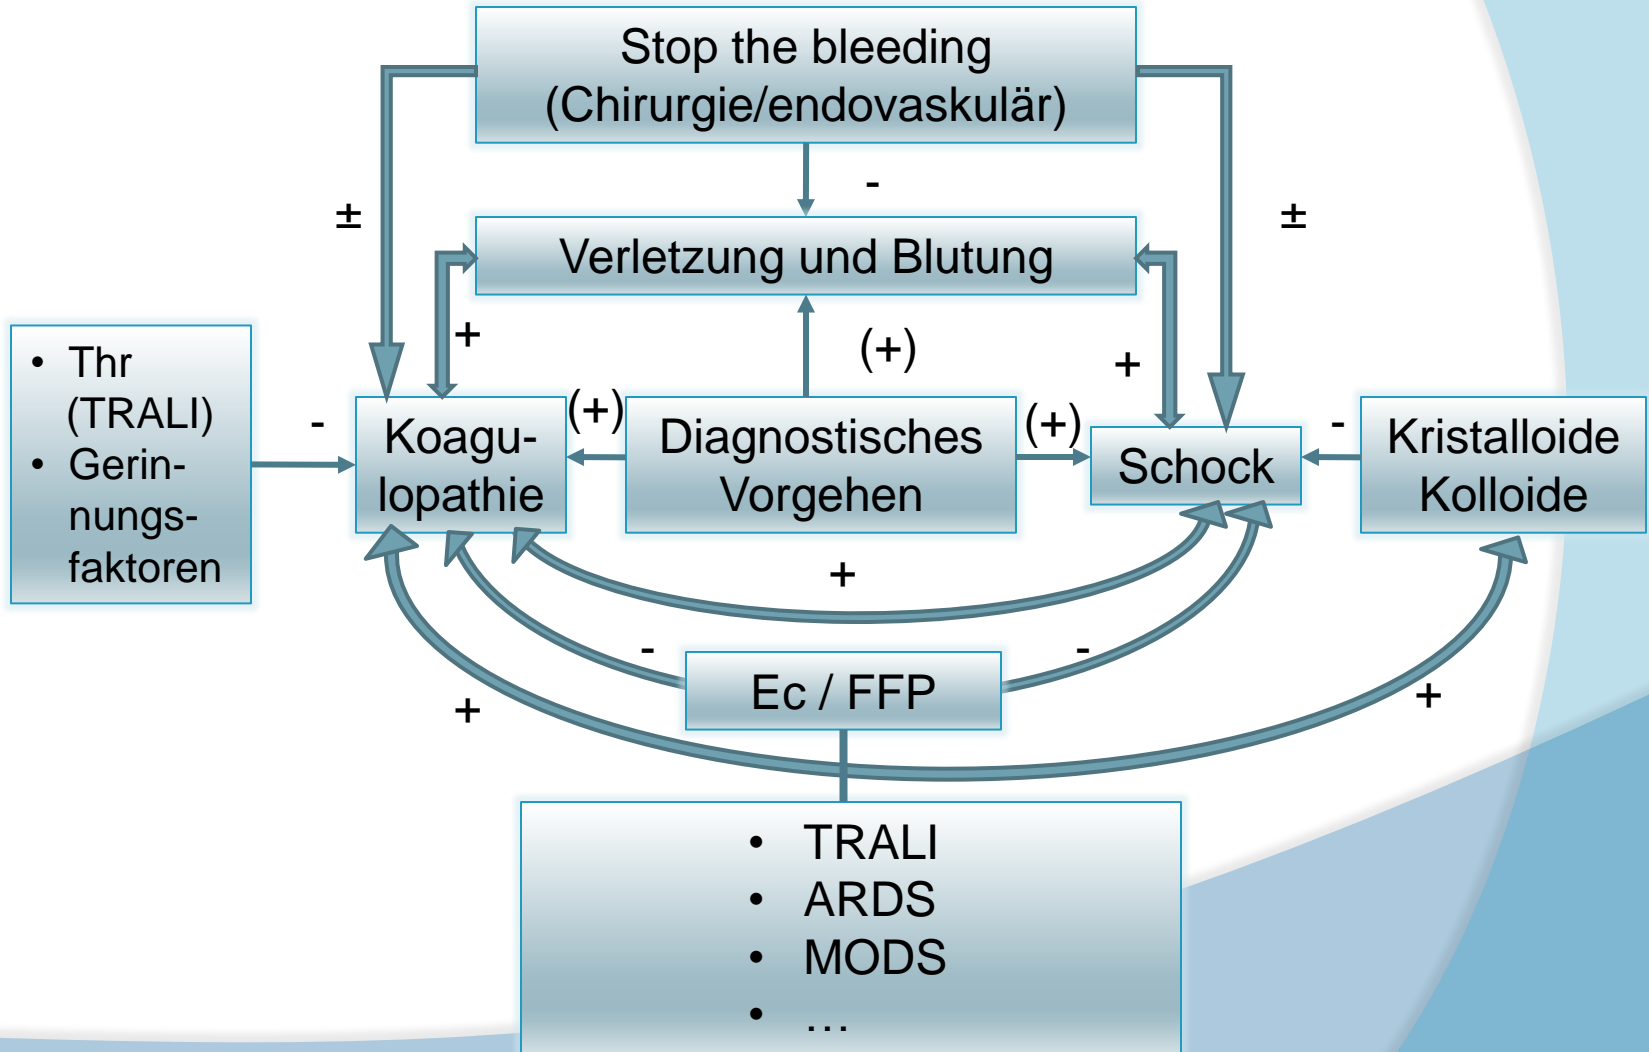 Stop the bleeding
(Chirurgie/endovaskulär)
-
±
±
Verletzung und Blutung
+
(+)
+
• Thr
(TRALI)
• Gerin-
nungs-
faktoren
-
Koagu-
lopathie
(+)
Diagnostisches
Vorgehen
(+)
Schock
-
Kristalloide
Kolloide
+
-
-
Ec / FFP
+
+
• TRALI
• ARDS
• MODS
• …